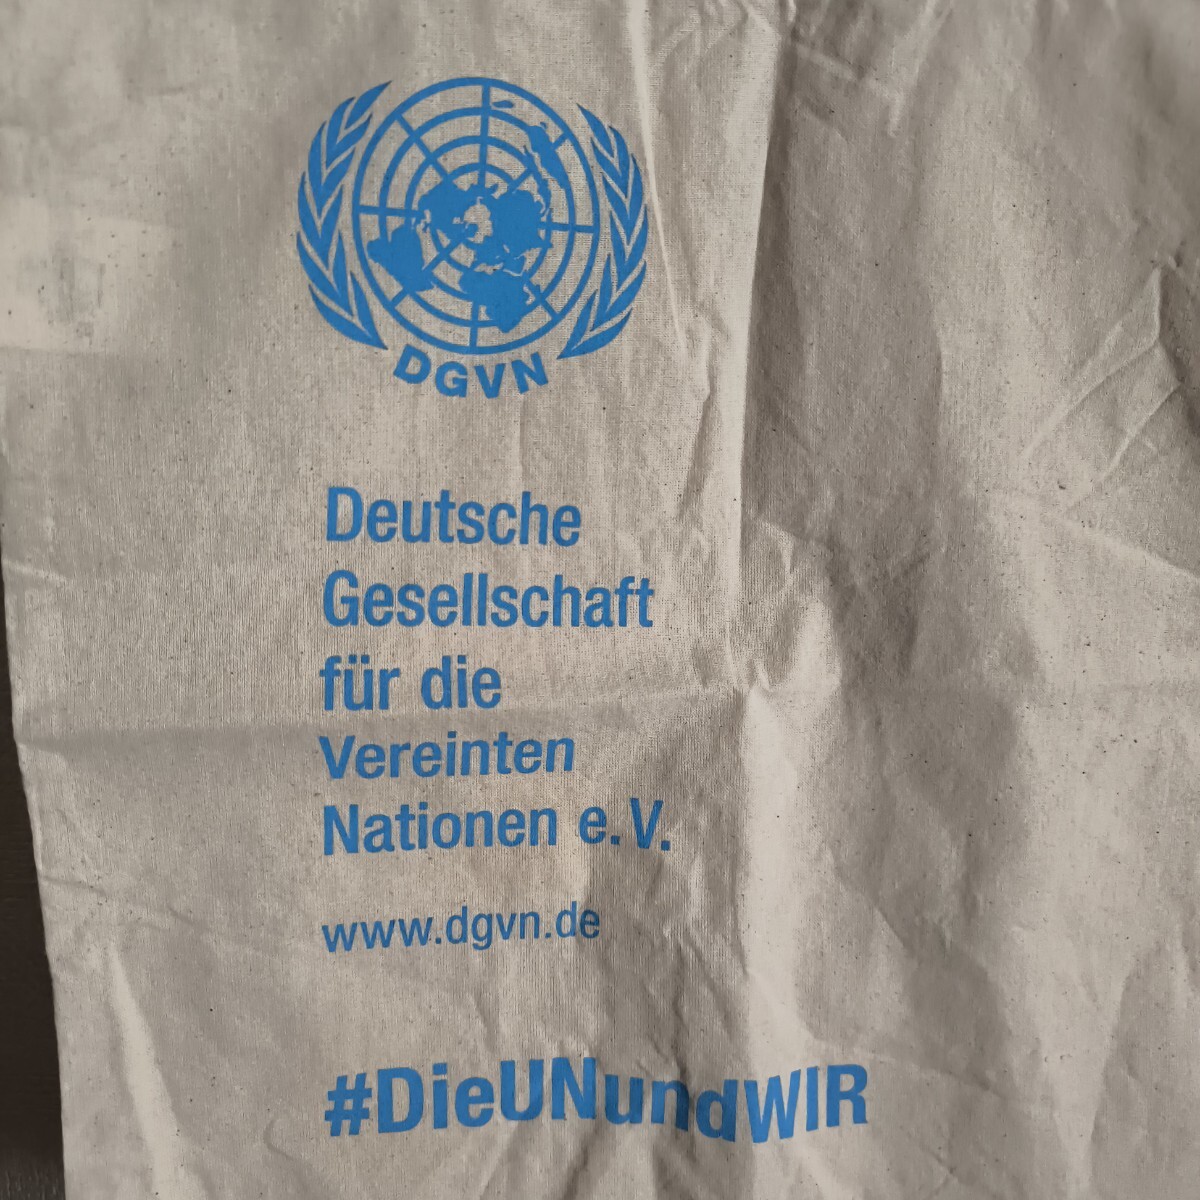 DGVN
Deutsche
Gesellschaft
für die
Vereinten
Nationen e.V.
www.dgvn.de
#DieUNundWIR